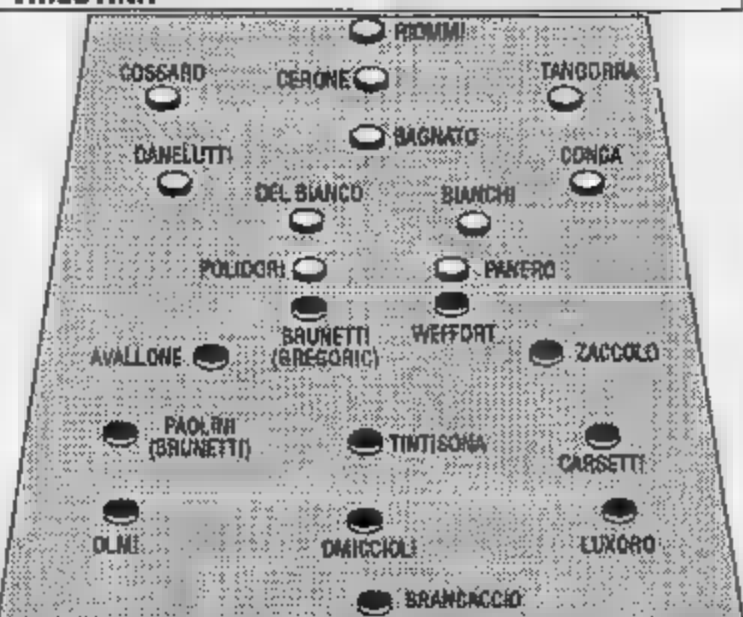 RIOMMI
COSSARO
CERONE
TANGORRA
BAGNATO
DANELUTTI
CONCA
DEL BIANCO
BIANCHI
POLIDORI
PANERO
BRUNETTI
(GREGORIC)
WEFFORT
AVALLONE
ZACCOLO
PAOLINI
(BRUNETTI)
TINTISONA
CARSETTI
OLMI
OMICCIOLI
LUXORO
BRANCACCIO